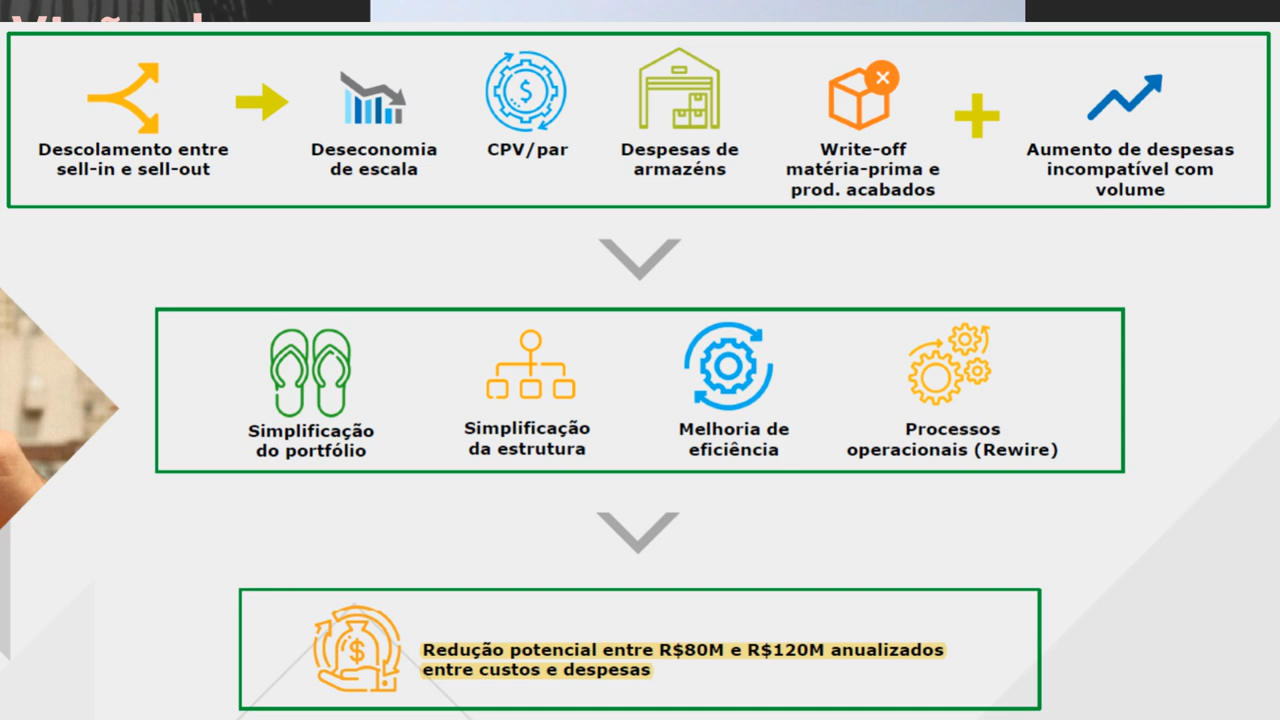 Descolamento entre
sell-in e sell-out
Deseconomia
de escala
CPV/par
Despesas de
armazéns
Write-off
matéria-prima e
prod. acabados
Aumento de despesas
incompatível com
volume
Simplificação
do portfólio
Simplificação
da estrutura
Melhoria de
eficiência
Processos
operacionais (Rewire)
Redução potencial entre R$80M e R$120M anualizados
entre custos e despesas